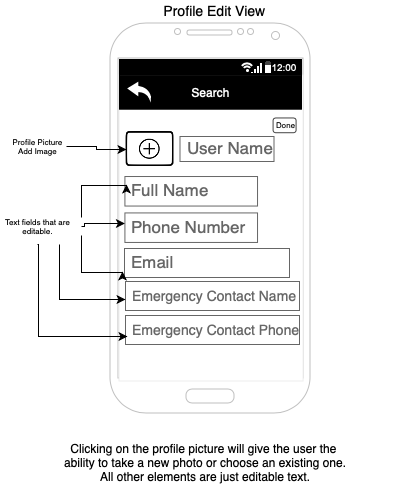 Profile Edit View
12:00
Search
Done
Profile Picture
Add Image
User Name
Full Name
Text fields that are
editable.
Phone Number
Email
Emergency Contact Name
Emergency Contact Phone
Clicking on the profile picture will give the user the
ability to take a new photo or choose an existing one.
All other elements are just editable text.